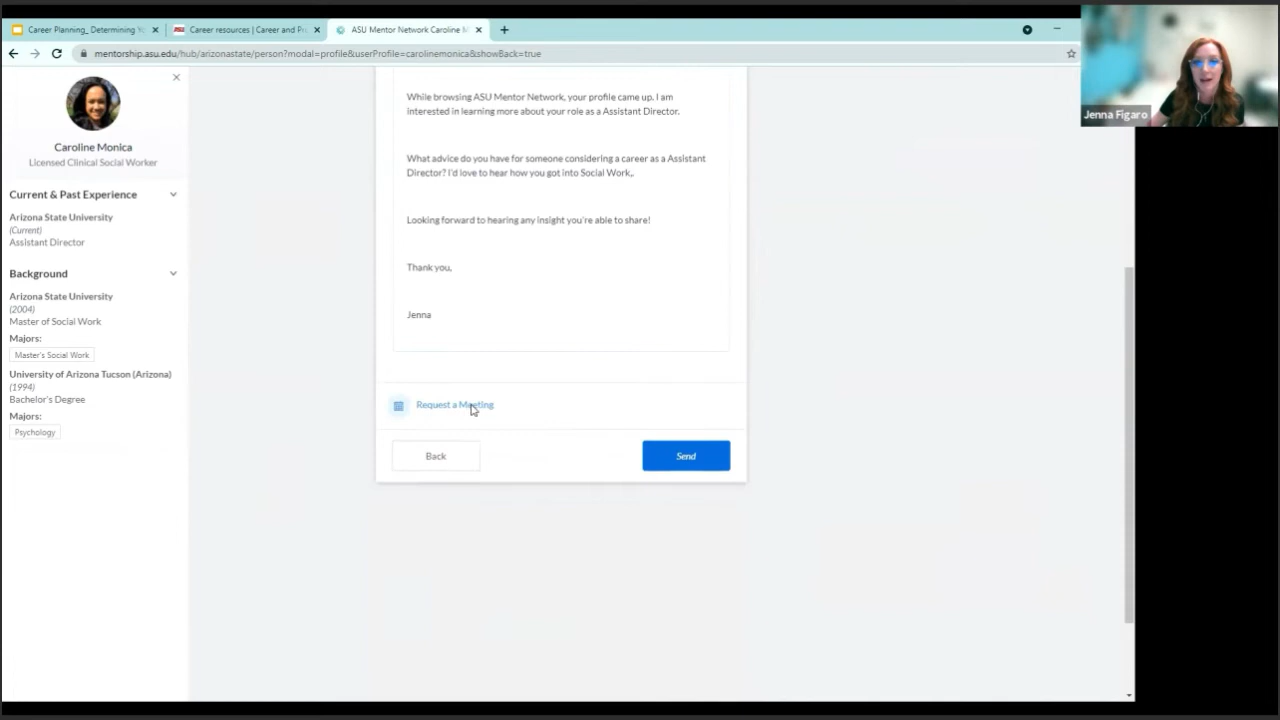 Career Planning_ Determining Yo
Career resources | Career and Pr
ASU Mentor Network Caroline M
mentorship.asu.edu/hub/arizonastate/person?modal=profile&userProfile=carolinemonica&showBack=true
Jenna Figaro
Caroline Monica
Licensed Clinical Social Worker
Current & Past Experience
Arizona State University
(Current)
Assistant Director
Background
Arizona State University
(2004)
Master of Social Work
Majors:
Master's Social Work
University of Arizona Tucson (Arizona)
(1994)
Bachelor's Degree
Majors:
Psychology
While browsing ASU Mentor Network, your profile came up. I am
interested in learning more about your role as a Assistant Director.
What advice do you have for someone considering a career as a Assistant
Director? I'd love to hear how you got into Social Work,.
Looking forward to hearing any insight you're able to share!
Thank you,
Jenna
Request a Meeting
Back
Send